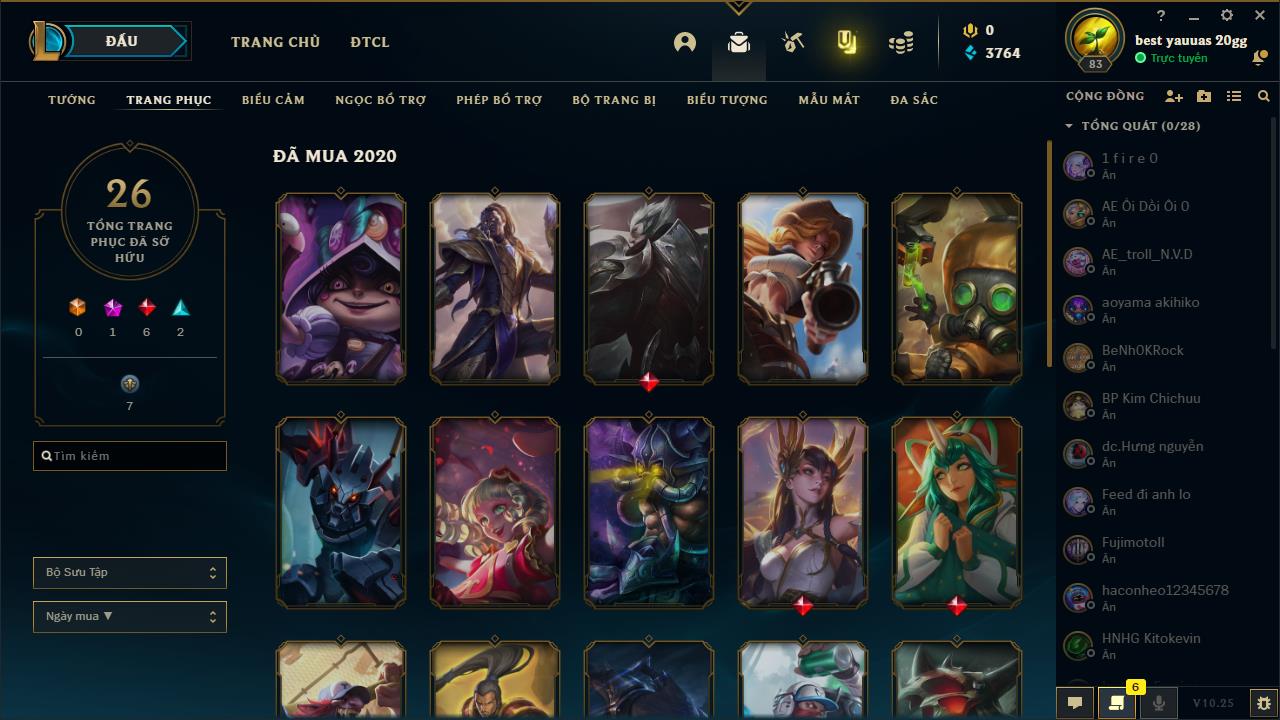 ĐẤU
TRANG CHỦ
ĐTCL
0
3764
?
best yauuas 20gg
Trực tuyến
83
TƯỚNG
TRANG PHỤC
BIỂU CẢM
NGỌC BỔ TRỢ
PHÉP BỔ TRỢ
BỘ TRANG BỊ
BIỂU TƯỢNG
MẪU MẮT
ĐA SẮC
CỘNG ĐỒNG
TỔNG QUÁT (0/28)
26
TỔNG TRANG
PHỤC ĐÃ SỞ
HỮU
0
1
6
2
7
Tìm kiếm
Bộ Sưu Tập
Ngày mua ▼
ĐÃ MUA 2020
1 f i r e 0
Ẩn
AE Ôi Dòi Ôi 0
Ẩn
AE_troll_N.V.D
Ẩn
aoyama akihiko
Ẩn
BeNh0KRock
Ẩn
BP Kim Chichuu
Ẩn
dc.Hưng nguyễn
Ẩn
Feed đi anh lo
Ẩn
Fujimotoll
Ẩn
haconheo12345678
Ẩn
HNHG Kitokevin
Ẩn
6
V10.25